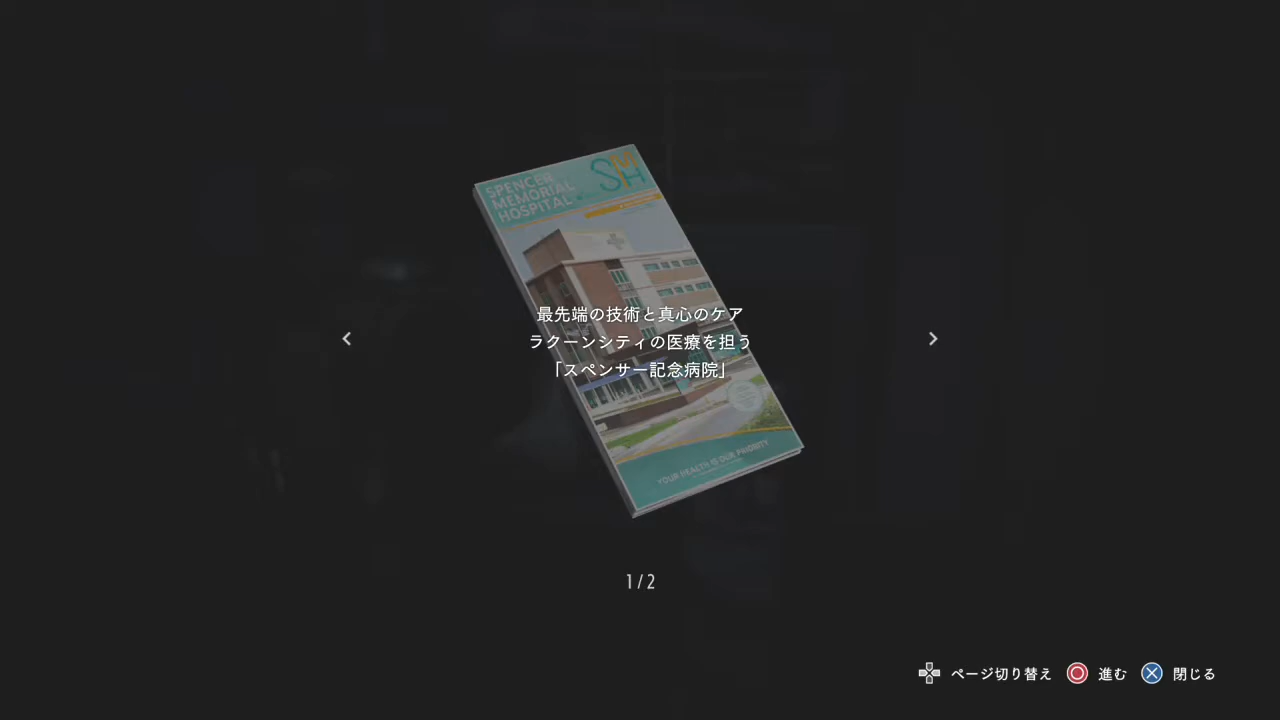 SPENCER
MEMORIAL
HOSPITAL
SMH
最先端の技術と真心のケア
ラクーンシティの医療を担う
「スペンサー記念病院」
YOUR HEALTH IS OUR PRIORITY
1/2
ページ切り替え 進む 閉じる